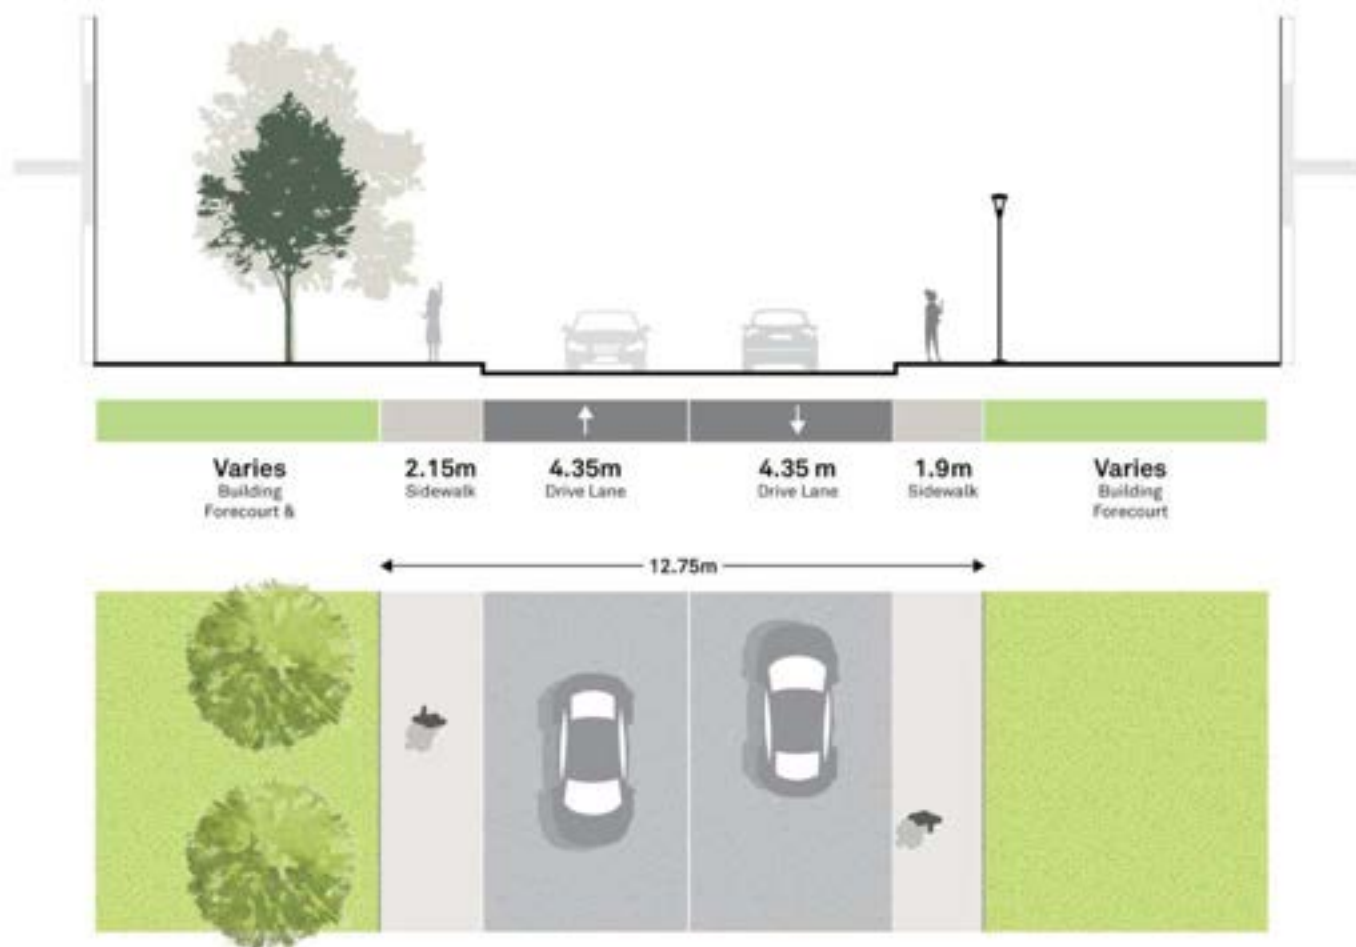 Varies
Building
Forecourt &
2.15m
Sidewalk
4.35m
Drive Lane
4.35 m
Drive Lane
1.9m
Sidewalk
Varies
Building
Forecourt
12.75m